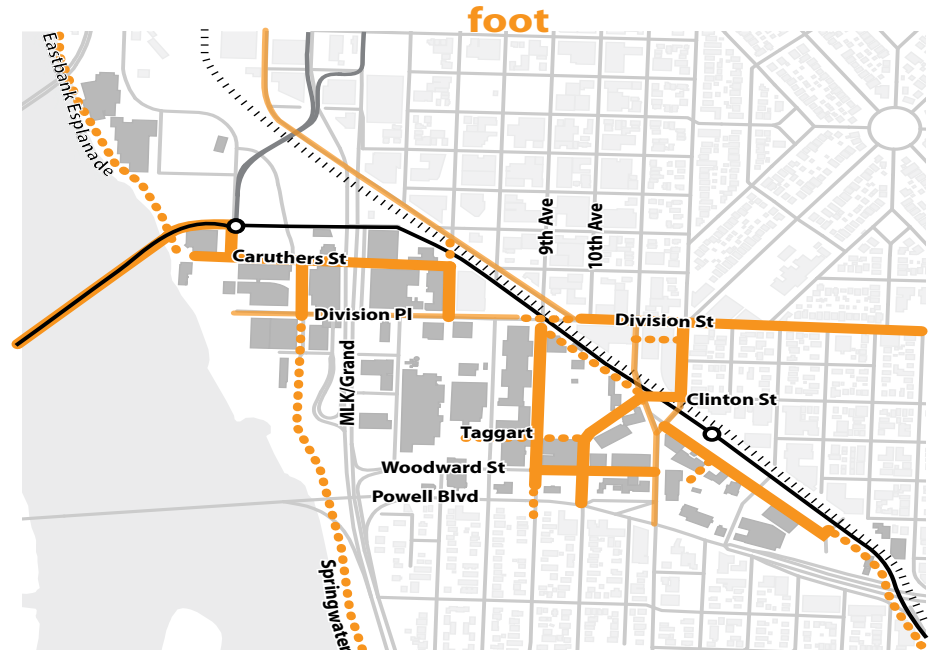 foot
Eastbank Esplanade
9th Ave
10th Ave
Caruthers St
Division Pl
Division St
MLK/Grand
Clinton St
Taggart
Woodward St
Powell Blvd
Springwater